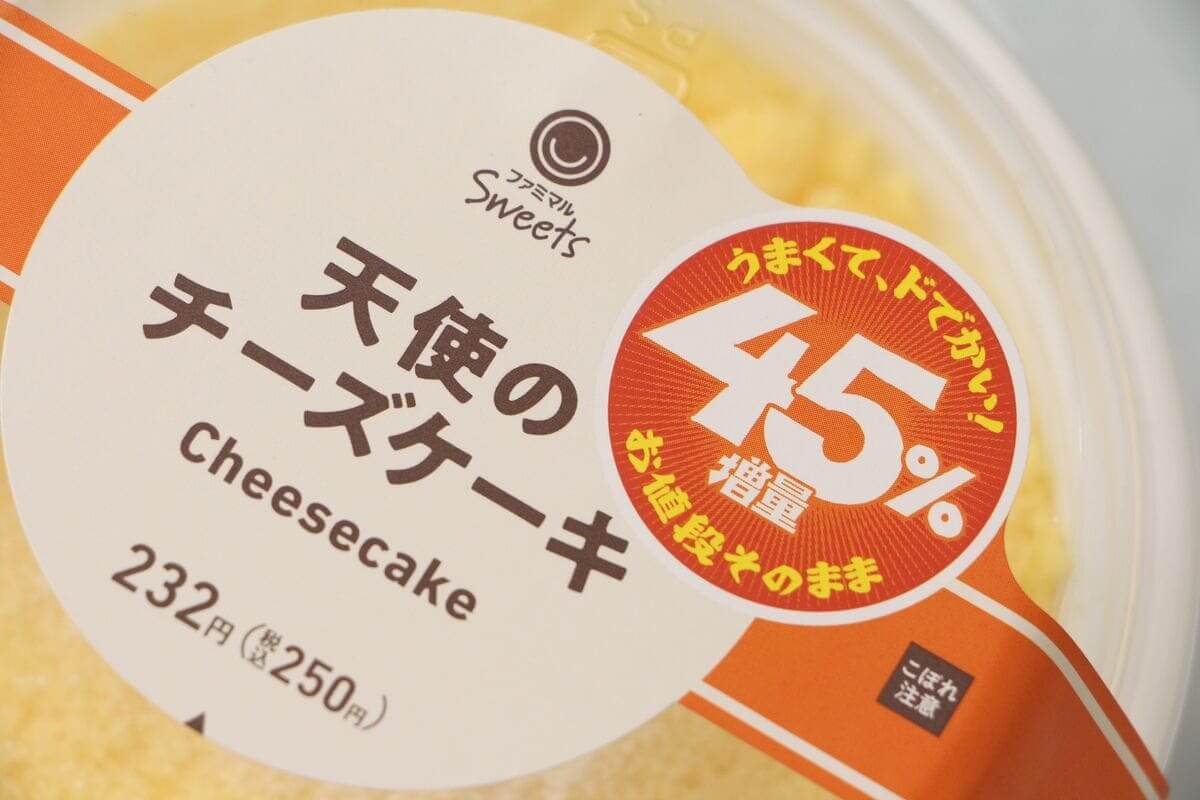 ファミマル
Sweets
天使の
チーズケーキ
Cheesecake
232円(税込250円)
うまくて、ドでかい!
45%
増量
お値段そのまま
こぼれ
注意